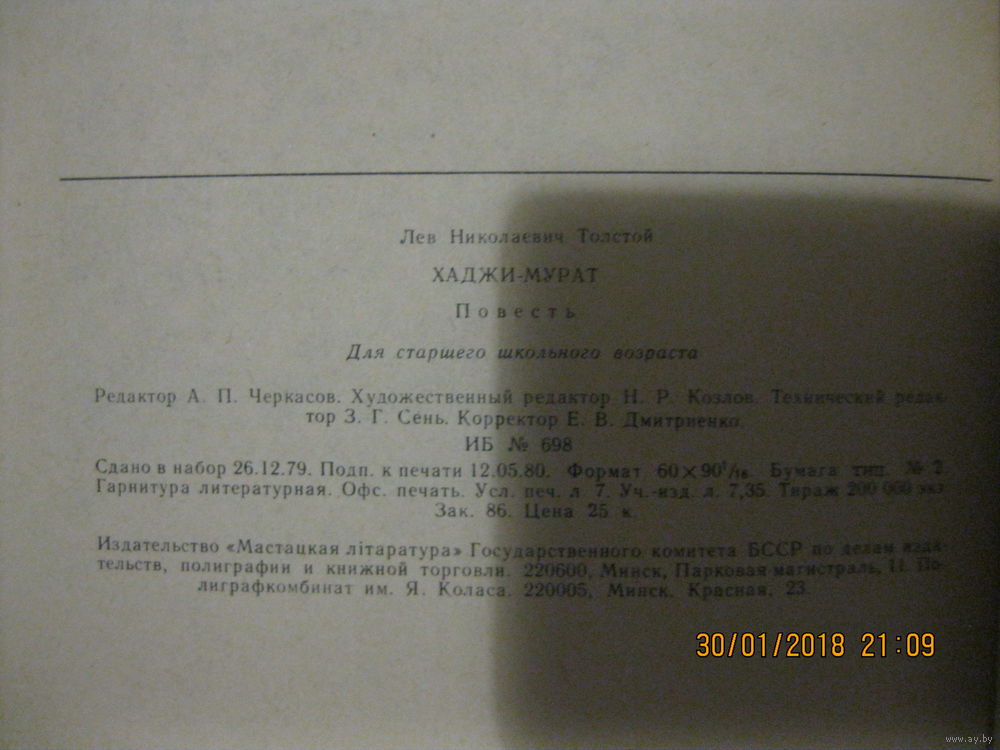 Лев Николаевич Толстой
ХАДЖИ-МУРАТ
Повесть
Для старшего школьного возраста
Редактор А. П. Черкасов. Художественный редактор Н. Р. Козлов. Технический редак-
тор З. Г. Сень. Корректор Е. В. Дмитриенко.
ИБ № 698
Сдано в набор 26.12.79. Подп. к печати 12.05.80. Формат 60×90¹/₁₆. Бумага тип. № 2.
Гарнитура литературная. Офс. печать. Усл. печ. л 7. Уч.-изд. л. 7,35. Тираж 200 000 экз.
Зак. 86. Цена 25 к.
Издательство «Мастацкая літаратура» Государственного комитета БССР по делам изда-
тельств, полиграфии и книжной торговли. 220600, Минск, Парковая магистраль, 11. По-
лиграфкомбинат им. Я. Коласа. 220005, Минск, Красная, 23.
30/01/2018 21:09
www.ay.by